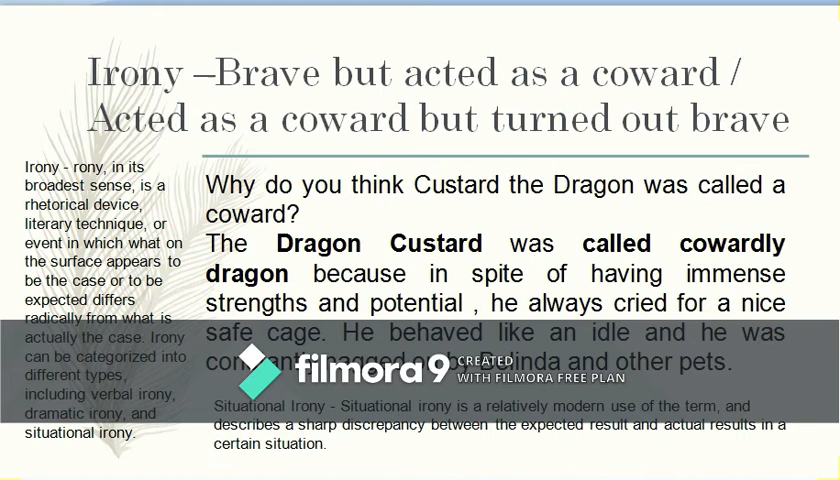 Irony –Brave but acted as a coward /
Acted as a coward but turned out brave
Irony - rony, in its
broadest sense, is a
rhetorical device,
literary technique, or
event in which what on
the surface appears to
be the case or to be
expected differs
radically from what is
actually the case. Irony
can be categorized into
different types,
including verbal irony,
dramatic irony, and
situational irony.
Why do you think Custard the Dragon was called a
coward?
The Dragon Custard was called cowardly
dragon because in spite of having immense
strengths and potential , he always cried for a nice
safe cage. He behaved like an idle and he was
by Belinda and other pets.
filmora 9 CREATED
WITH FILMORA FREE PLAN
Situational Irony - Situational irony is a relatively modern use of the term, and
describes a sharp discrepancy between the expected result and actual results in a
certain situation.